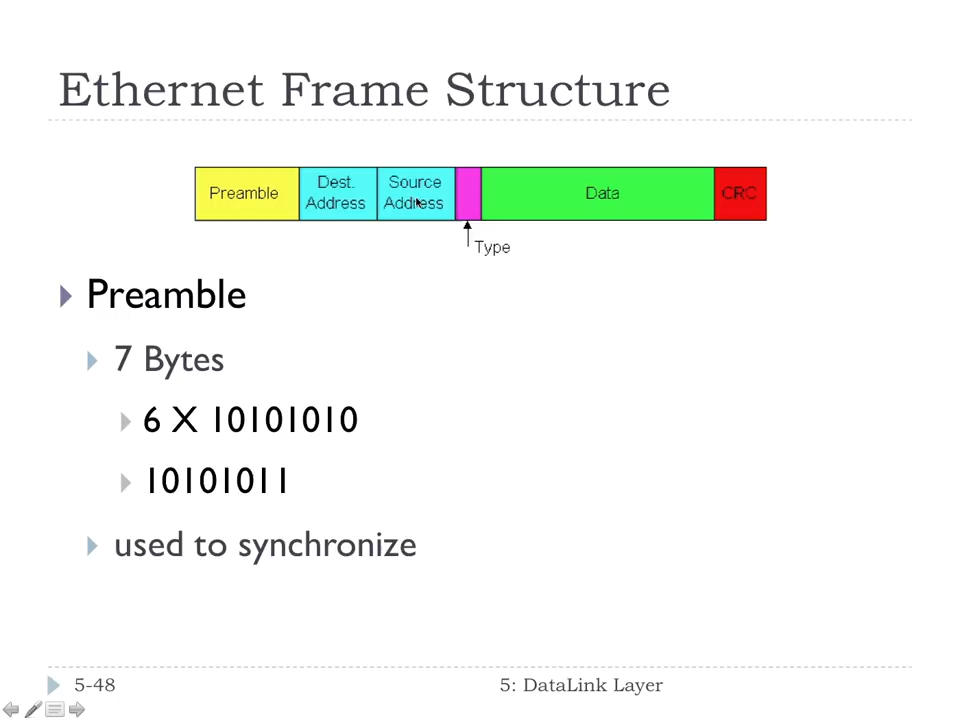 Ethernet Frame Structure
Preamble
Dest. Address
Source Address
Data
CRC
Type
Preamble
7 Bytes
6 X 10101010
10101011
used to synchronize
5-48
5: DataLink Layer